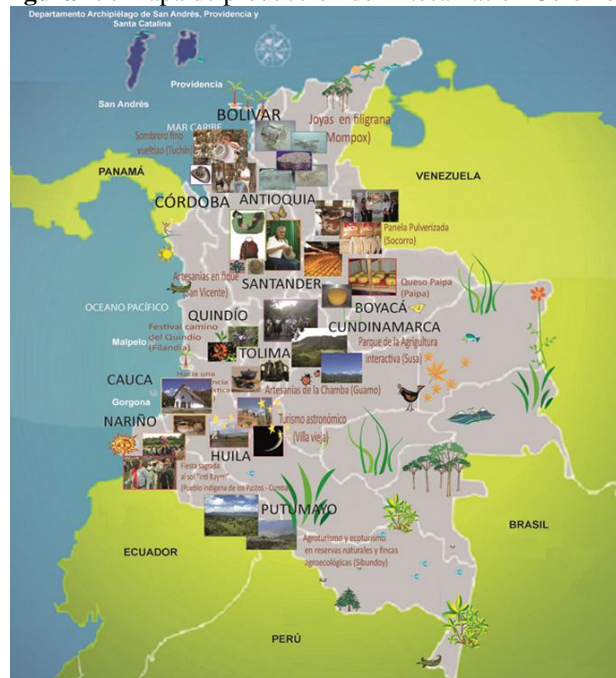 Departamento Archipiélago de San Andrés, Providencia y
Santa Catalina
Providencia
San Andrés
BOLÍVAR
MAR CARIBE
Joyas en filigrana
Mompox)
Sombrero fino
vueltiao (Tuchín)
PANAMÁ
VENEZUELA
CÓRDOBA
ANTIOQUIA
Panela Pulverizada
(Socorro)
Artesanías en fique
(San Vicente)
SANTANDER
Queso Paipa
(Paipa)
OCEANO PACÍFICO
QUINDÍO
BOYACÁ
CUNDINAMARCA
Festival camino
del Quindío
(Filandia)
Malpelo
Parque de la Agrigultura
interactiva (Susa)
TOLIMA
Hacia una
CAUCA
Artesanías de la Chamba (Guamo)
Gorgona
NARIÑO
Turismo astronómico
(Villa vieja)
HUILA
Fiesta sagrada
al sol "Inti Raymi"
(Pueblo indígena de los Pastos - Cumbal
PUTUMAYO
BRASIL
ECUADOR
Agroturismo y ecoturismo
en reservas naturales y fincas
agroecológicas (Sibundoy)
PERÚ